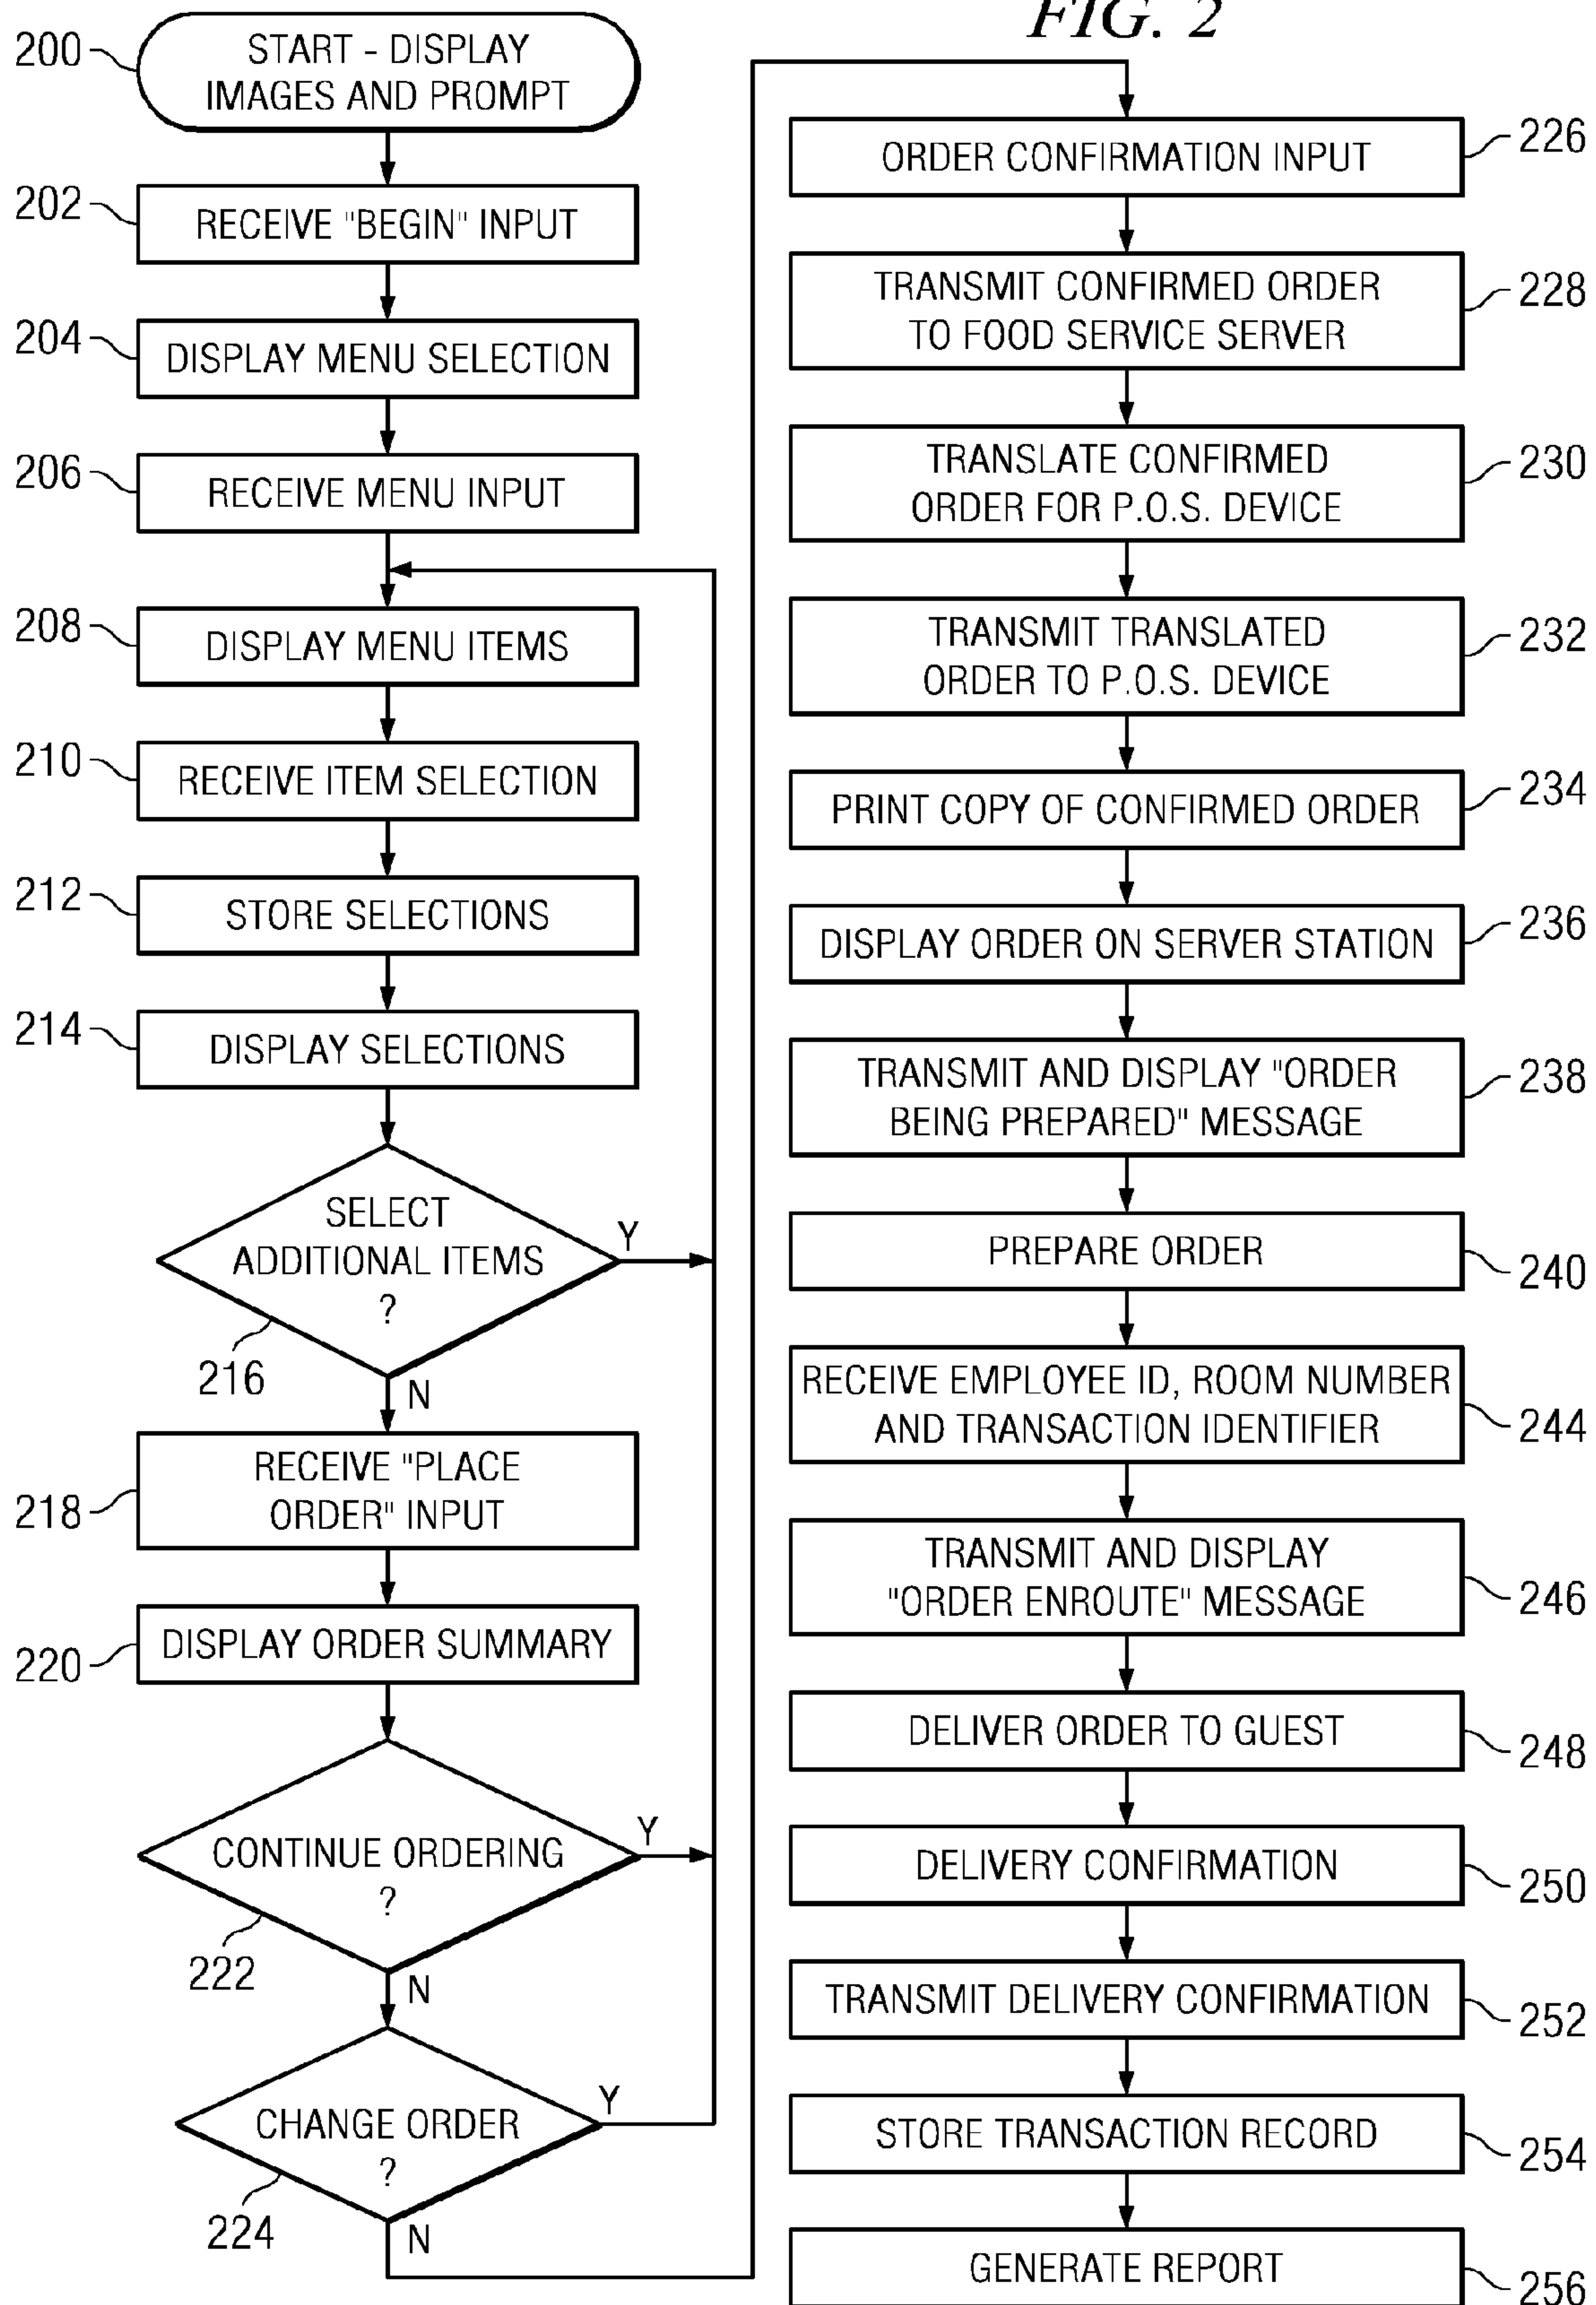 FIG. 2
200
START - DISPLAY
IMAGES AND PROMPT
202
RECEIVE "BEGIN" INPUT
204
DISPLAY MENU SELECTION
206
RECEIVE MENU INPUT
208
DISPLAY MENU ITEMS
210
RECEIVE ITEM SELECTION
212
STORE SELECTIONS
214
DISPLAY SELECTIONS
SELECT
ADDITIONAL ITEMS
?
Y
216
N
218
RECEIVE "PLACE
ORDER" INPUT
220
DISPLAY ORDER SUMMARY
CONTINUE ORDERING
?
Y
222
N
CHANGE ORDER
?
Y
224
N
ORDER CONFIRMATION INPUT
226
TRANSMIT CONFIRMED ORDER
TO FOOD SERVICE SERVER
228
TRANSLATE CONFIRMED
ORDER FOR P.O.S. DEVICE
230
TRANSMIT TRANSLATED
ORDER TO P.O.S. DEVICE
232
PRINT COPY OF CONFIRMED ORDER
234
DISPLAY ORDER ON SERVER STATION
236
TRANSMIT AND DISPLAY "ORDER
BEING PREPARED" MESSAGE
238
PREPARE ORDER
240
RECEIVE EMPLOYEE ID, ROOM NUMBER
AND TRANSACTION IDENTIFIER
244
TRANSMIT AND DISPLAY
"ORDER ENROUTE" MESSAGE
246
DELIVER ORDER TO GUEST
248
DELIVERY CONFIRMATION
250
TRANSMIT DELIVERY CONFIRMATION
252
STORE TRANSACTION RECORD
254
GENERATE REPORT
256